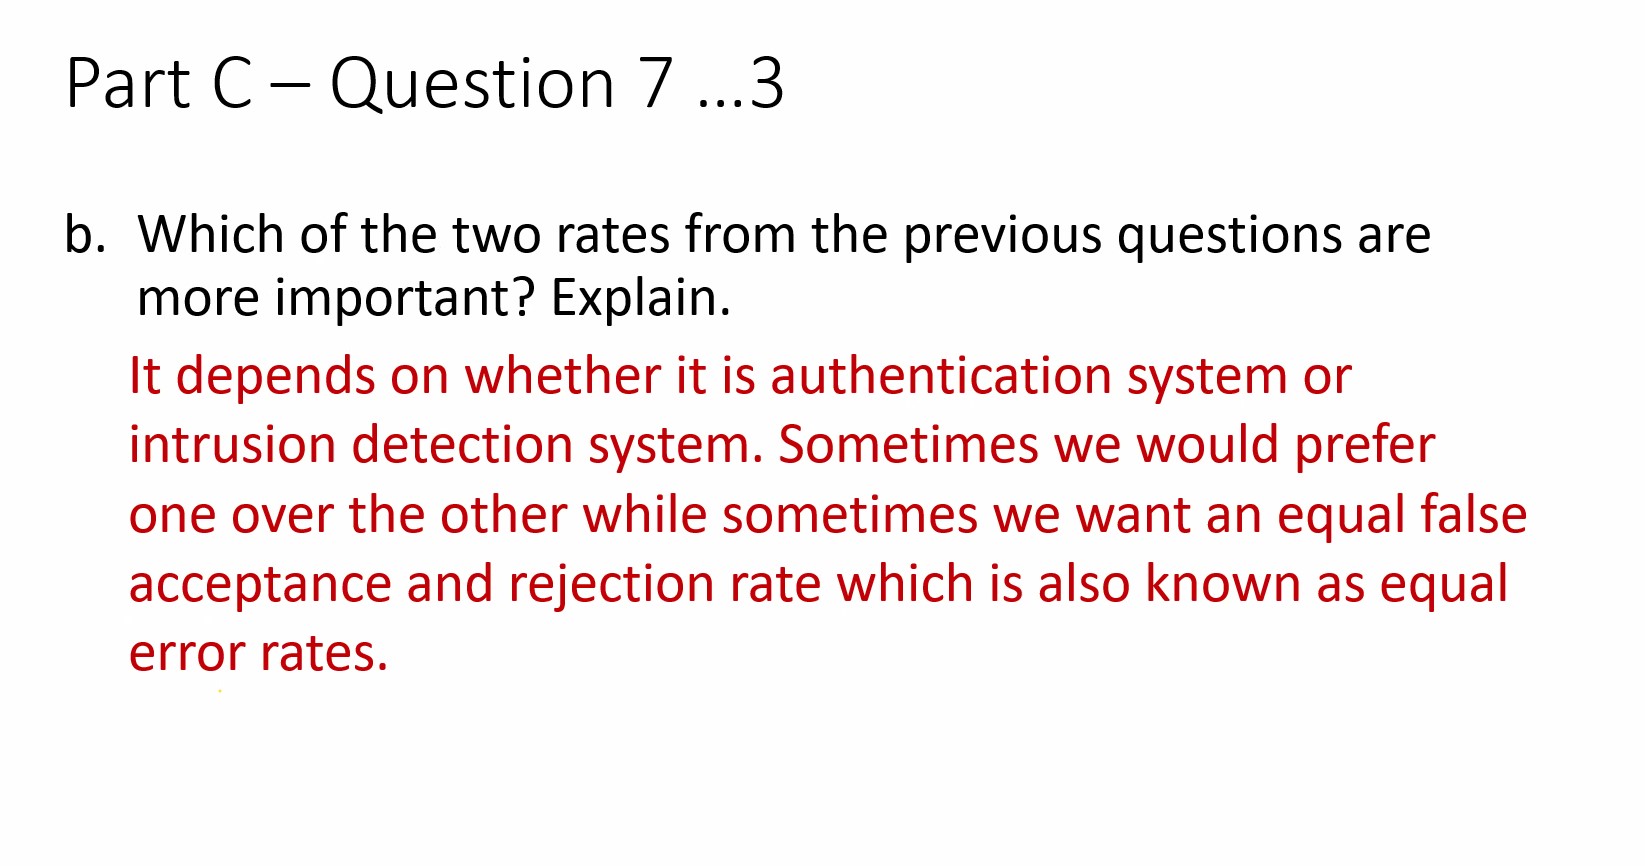 Part C – Question 7 ...3
b. Which of the two rates from the previous questions are
more important? Explain.
It depends on whether it is authentication system or
intrusion detection system. Sometimes we would prefer
one over the other while sometimes we want an equal false
acceptance and rejection rate which is also known as equal
error rates.